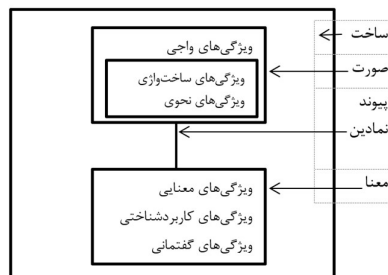 ساخت
ویژگی‌های واجی
صورت
ویژگی‌های ساخت‌واژی
ویژگی‌های نحوی
پیوند
نمادین
معنا
ویژگی‌های معنایی
ویژگی‌های کاربردشناختی
ویژگی‌های گفتمانی